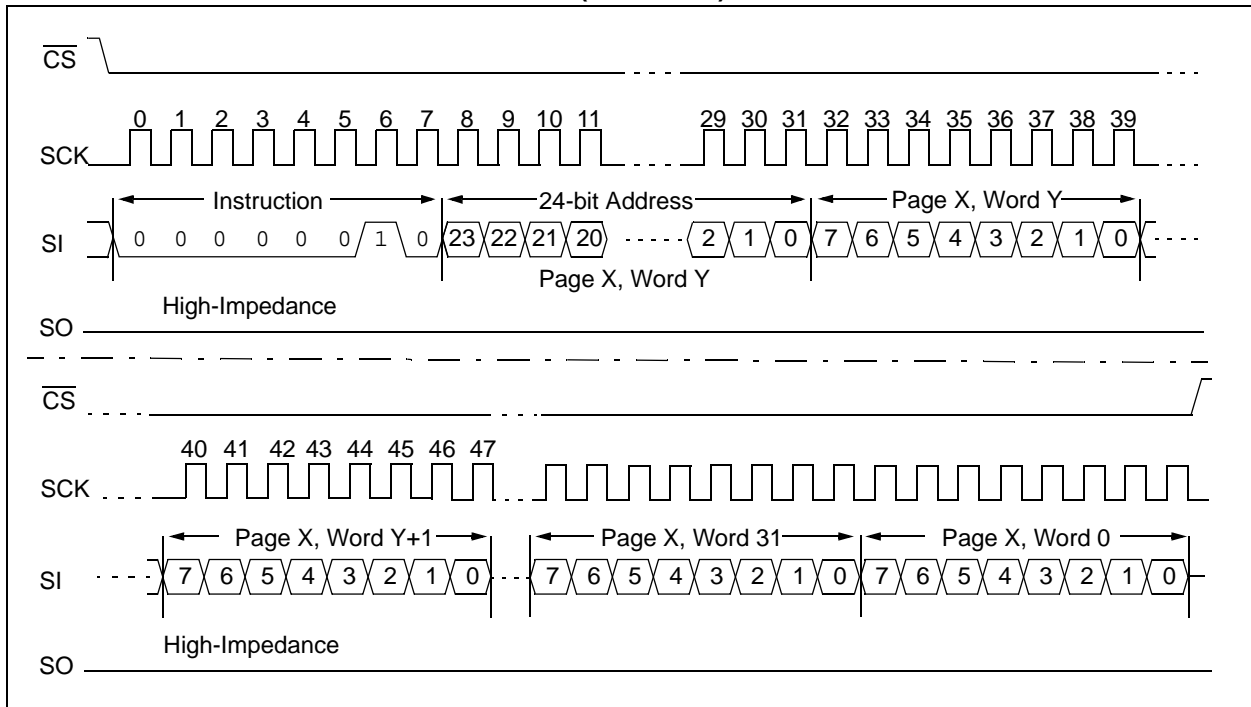 CS
0 1 2 3 4 5 6 7 8 9 10 11 29 30 31 32 33 34 35 36 37 38 39
SCK
Instruction 24-bit Address Page X, Word Y
SI 0 0 0 0 0 0 1 0 23 22 21 20 2 1 0 7 6 5 4 3 2 1 0
Page X, Word Y
High-Impedance
SO
CS
40 41 42 43 44 45 46 47
SCK
Page X, Word Y+1 Page X, Word 31 Page X, Word 0
SI 7 6 5 4 3 2 1 0 7 6 5 4 3 2 1 0 7 6 5 4 3 2 1 0
High-Impedance
SO